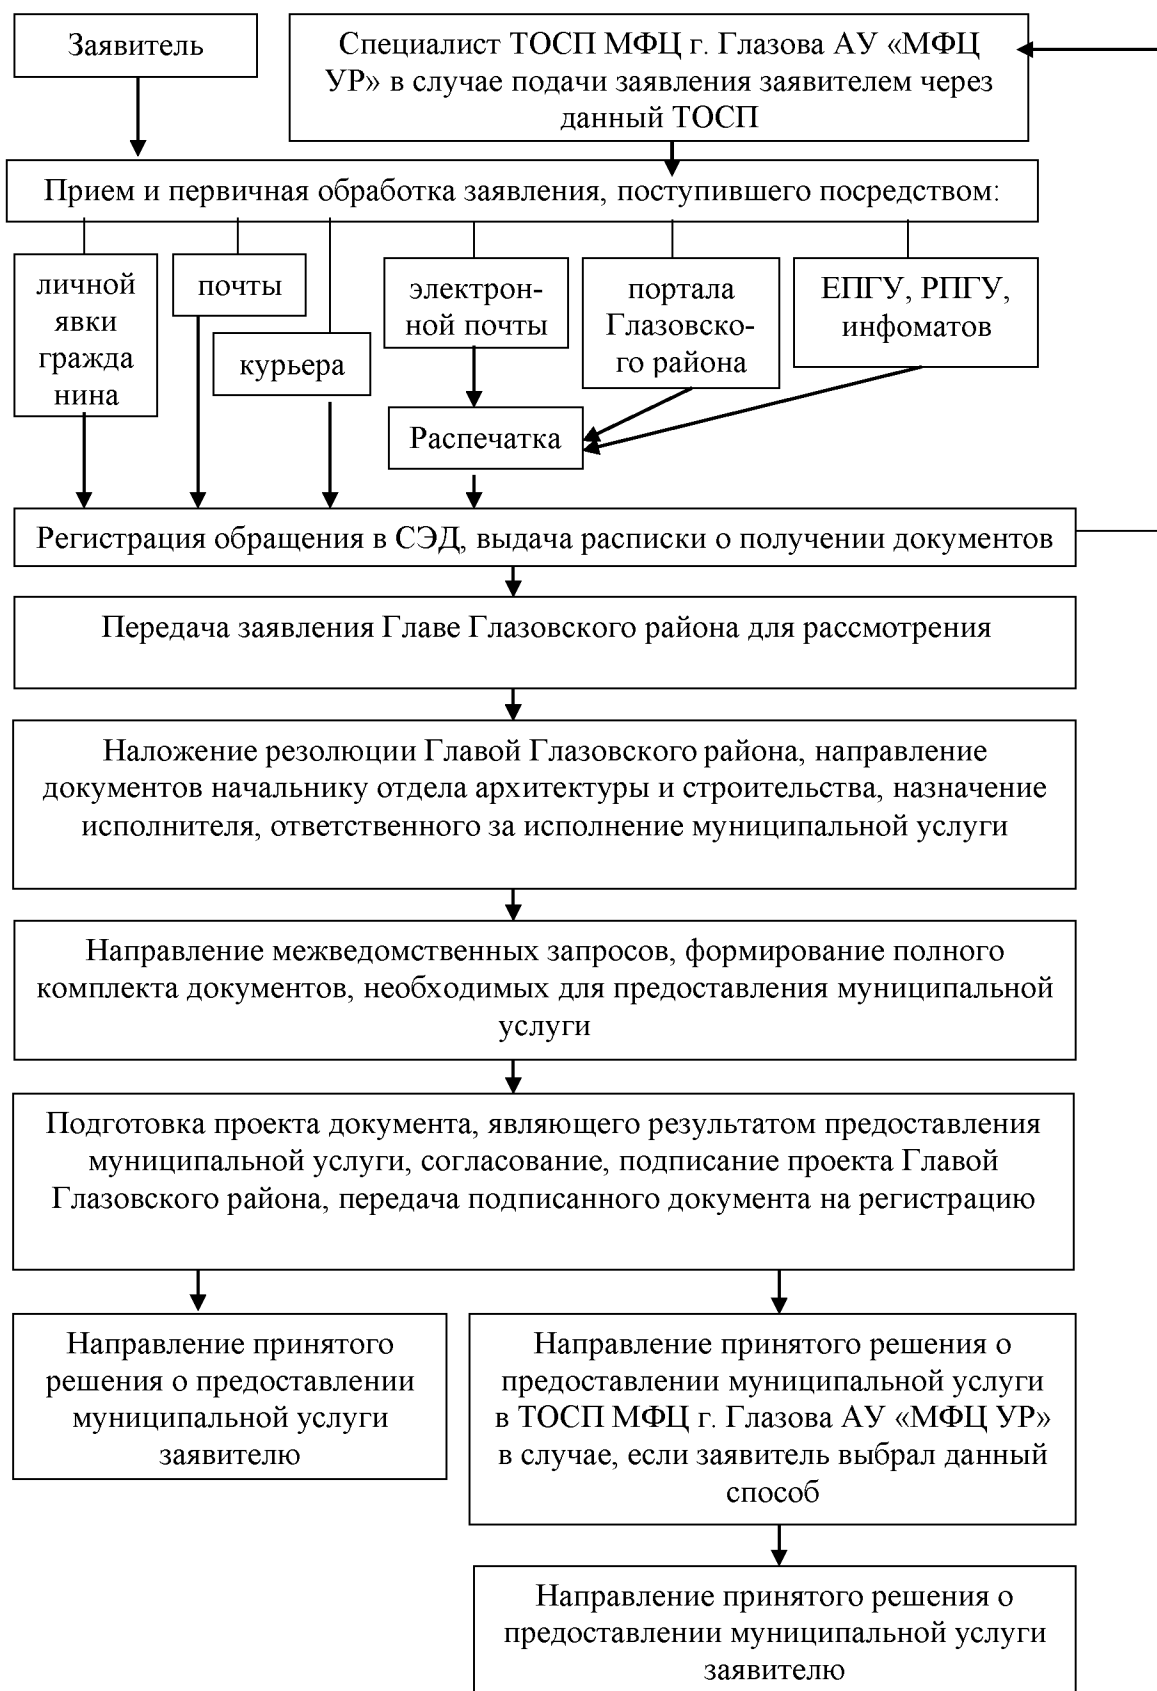 Заявитель
Специалист ТОСП МФЦ г. Глазова АУ «МФЦ
УР» в случае подачи заявления заявителем через
данный ТОСП
Прием и первичная обработка заявления, поступившего посредством:
личной
явки
гражда
нина
почты
курьера
электрон-
ной почты
портала
Глазовско-
го района
ЕПГУ, РПГУ,
инфоматов
Распечатка
Регистрация обращения в СЭД, выдача расписки о получении документов
Передача заявления Главе Глазовского района для рассмотрения
Наложение резолюции Главой Глазовского района, направление
документов начальнику отдела архитектуры и строительства, назначение
исполнителя, ответственного за исполнение муниципальной услуги
Направление межведомственных запросов, формирование полного
комплекта документов, необходимых для предоставления муниципальной
услуги
Подготовка проекта документа, являющего результатом предоставления
муниципальной услуги, согласование, подписание проекта Главой
Глазовского района, передача подписанного документа на регистрацию
Направление принятого
решения о предоставлении
муниципальной услуги
заявителю
Направление принятого решения о
предоставлении муниципальной услуги
в ТОСП МФЦ г. Глазова АУ «МФЦ УР»
в случае, если заявитель выбрал данный
способ
Направление принятого решения о
предоставлении муниципальной услуги
заявителю